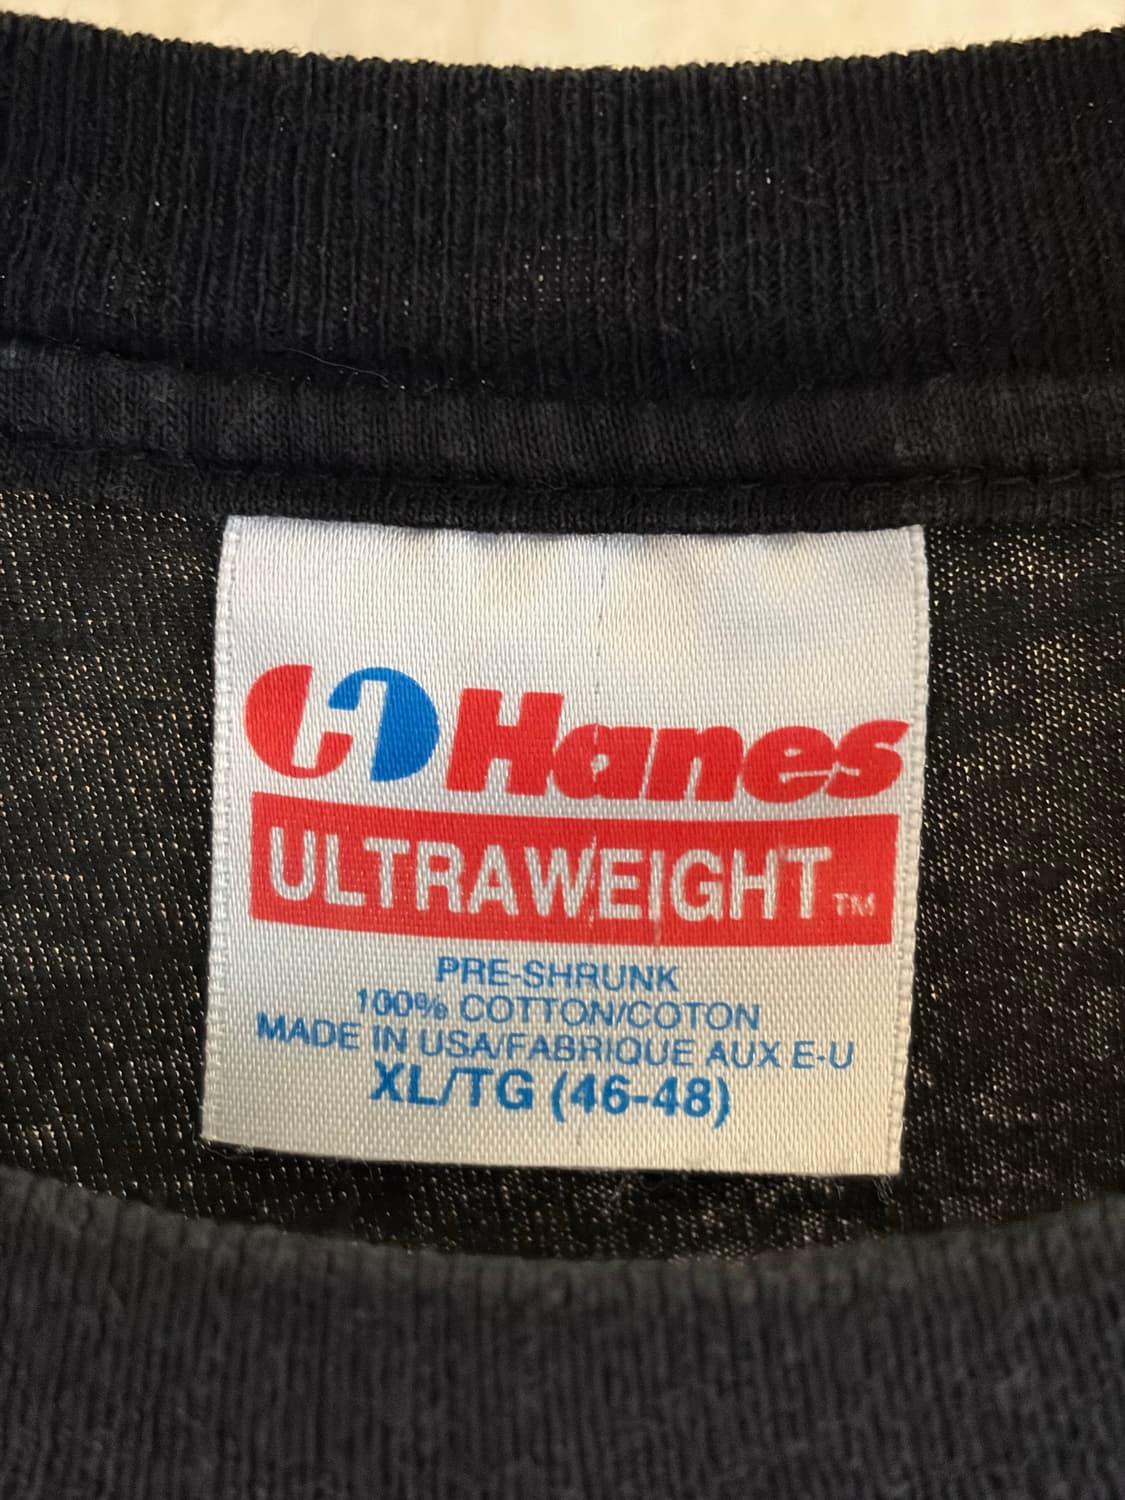 Hanes
ULTRAWEIGHT™
PRE-SHRUNK
100% COTTON/COTON
MADE IN USA/FABRIQUE AUX E-U
XL/TG (46-48)